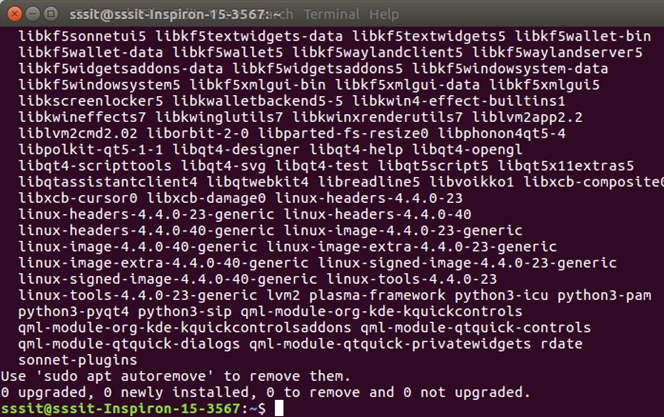 sssit@sssit-Inspiron-15-3567: ~ Search Terminal Help
libkf5sonnetui5 libkf5textwidgets-data libkf5textwidgets5 libkf5wallet-bin
libkf5wallet-data libkf5wallet5 libkf5waylandclient5 libkf5waylandserver5
libkf5widgetsaddons-data libkf5widgetsaddons5 libkf5windowsystem-data
libkf5windowsystem5 libkf5xmlgui-bin libkf5xmlgui-data libkf5xmlgui5
libkscreenlocker5 libkwalletbackend5-5 libkwin4-effect-builtins1
libkwineffects7 libkwinglutils7 libkwinxrenderutils7 liblvm2app2.2
liblvm2cmd2.02 liborbit-2-0 libparted-fs-resize0 libphonon4qt5-4
libpolkit-qt5-1-1 libqt4-designer libqt4-help libqt4-opengl
libqt4-scripttools libqt4-svg libqt4-test libqt5script5 libqt5x11extras5
libqtassistantclient4 libqtwebkit4 libreadline5 libvoikko1 libxcb-composite0
libxcb-cursor0 libxcb-damage0 linux-headers-4.4.0-23
linux-headers-4.4.0-23-generic linux-headers-4.4.0-40
linux-headers-4.4.0-40-generic linux-image-4.4.0-23-generic
linux-image-4.4.0-40-generic linux-image-extra-4.4.0-23-generic
linux-image-extra-4.4.0-40-generic linux-signed-image-4.4.0-23-generic
linux-signed-image-4.4.0-40-generic linux-tools-4.4.0-23
linux-tools-4.4.0-23-generic lvm2 plasma-framework python3-icu python3-pam
python3-pyqt4 python3-sip qml-module-org-kde-kquickcontrols
qml-module-org-kde-kquickcontrolsaddons qml-module-qtquick-controls
qml-module-qtquick-dialogs qml-module-qtquick-privatewidgets rdate
sonnet-plugins
Use 'sudo apt autoremove' to remove them.
0 upgraded, 0 newly installed, 0 to remove and 0 not upgraded.
sssit@sssit-Inspiron-15-3567:~$